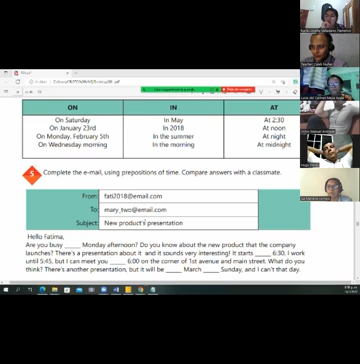 ON IN AT
On Saturday In May At 2:30
On January 23rd In 2018 At noon
On Monday, February 5th In the summer At night
On Wednesday morning In the morning At midnight
5 Complete the e-mail, using prepositions of time. Compare answers with a classmate.
From: fati2018@email.com
To: mary_two@email.com
Subject: New product's presentation
Hello Fatima,
Are you busy _____ Monday afternoon? Do you know about the new product that the company
launches? There's a presentation about it and it sounds very interesting! It starts _____ 6:30. I work
until 5:45, but I can meet you _____ 6:00 on the corner of 1st avenue and main street. What do you
think? There's another presentation, but it will be _____ March _____ Sunday, and I can't that day.